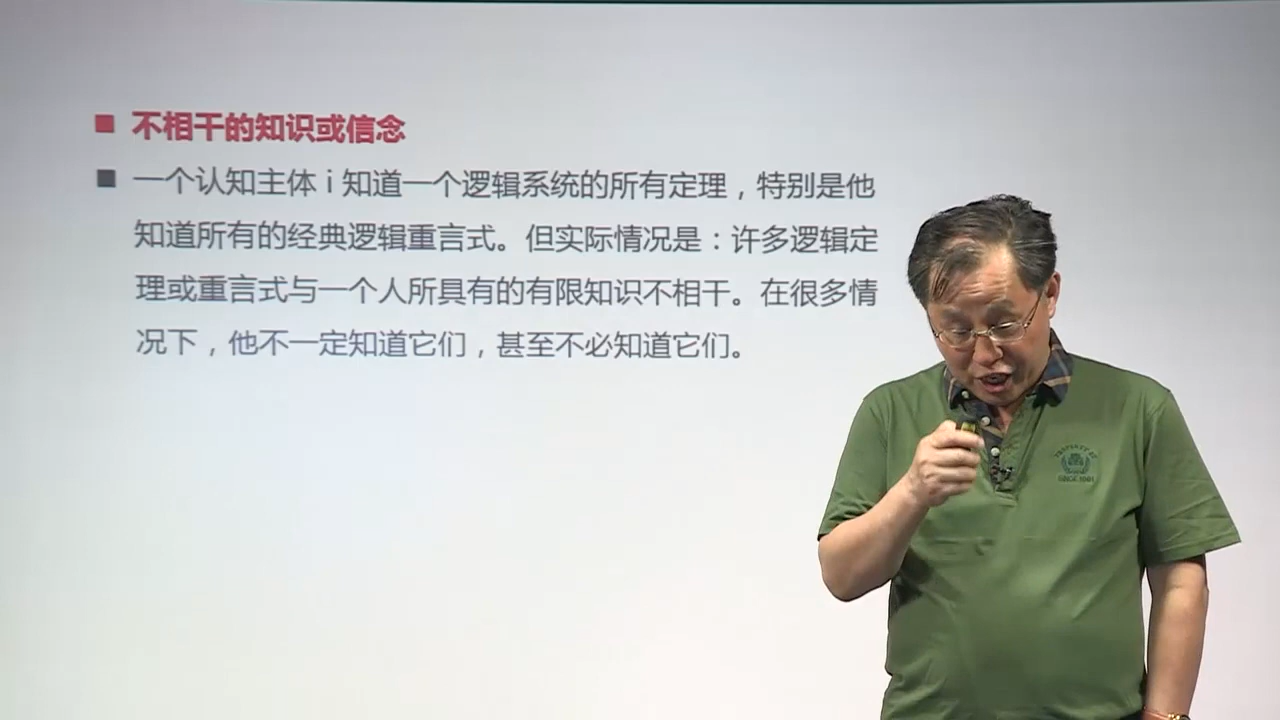 不相干的知识或信念
一个认知主体 i 知道一个逻辑系统的所有定理，特别是他
知道所有的经典逻辑重言式。但实际情况是：许多逻辑定
理或重言式与一个人所具有的有限知识不相干。在很多情
况下，他不一定知道它们，甚至不必知道它们。
PROPERTY OF